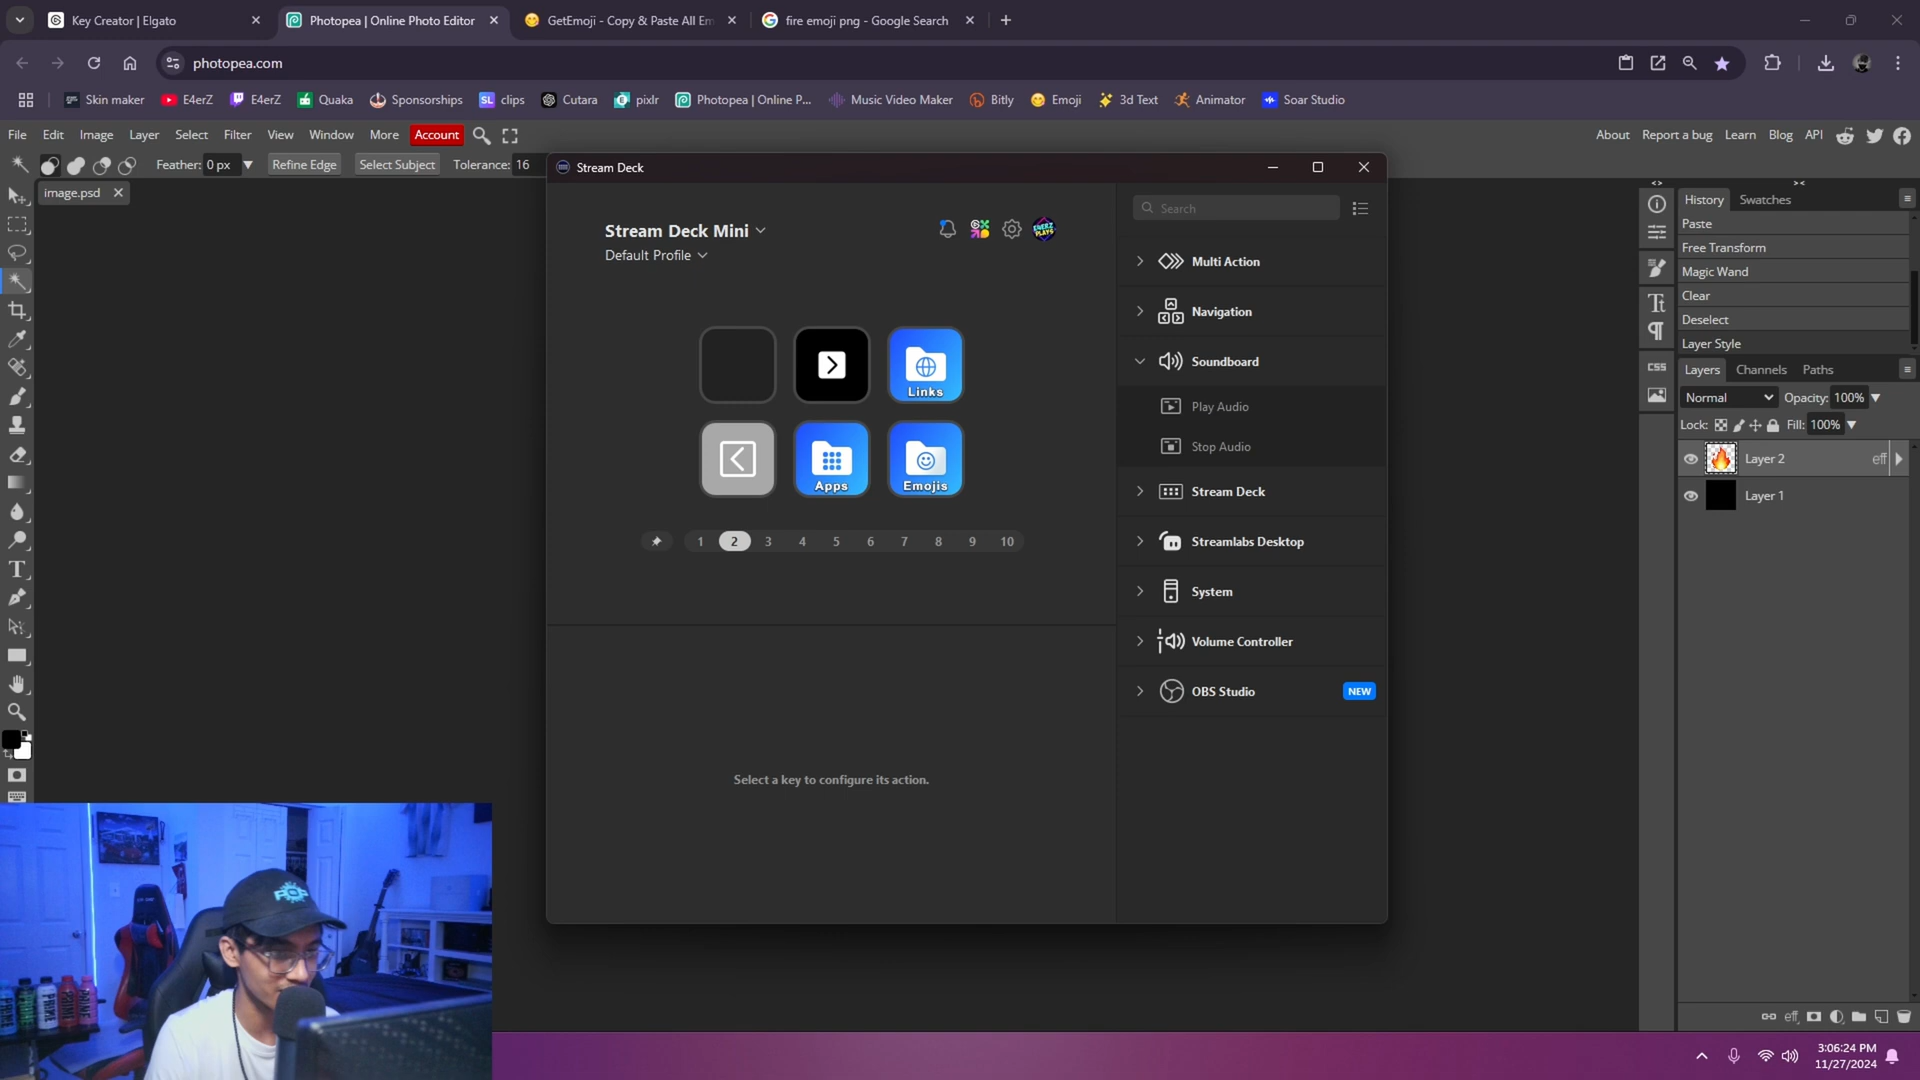 Key Creator | Elgato
Photopea | Online Photo Editor
GetEmoji - Copy & Paste All Em
fire emoji png - Google Search
photopea.com
Skin maker
E4erZ
E4erZ
Quaka
Sponsorships
SL clips
Cutara
pixlr
Photopea | Online P...
Music Video Maker
Bitly
Emoji
3d Text
Animator
Soar Studio
File Edit Image Layer Select Filter View Window More Account
About Report a bug Learn Blog API
Feather: 0 px Refine Edge Select Subject Tolerance: 16
image.psd
Stream Deck
Stream Deck Mini
Default Profile
Links
Apps
Emojis
1 2 3 4 5 6 7 8 9 10
Select a key to configure its action.
Search
Multi Action
Navigation
Soundboard
Play Audio
Stop Audio
Stream Deck
Streamlabs Desktop
System
Volume Controller
OBS Studio NEW
CSS
History Swatches
Paste
Free Transform
Magic Wand
Clear
Deselect
Layer Style
Layers Channels Paths
Normal Opacity: 100%
Lock: Fill: 100%
Layer 2 eff
Layer 1
eff
PRIME
3:06:24 PM
11/27/2024